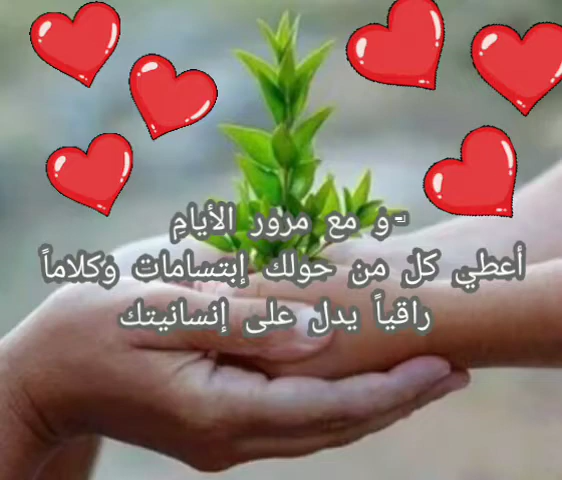 - و مع مرور الأيامِ
أعطي كل من حولك إبتسامات وكلاماً
راقياً يدل على إنسانيتك